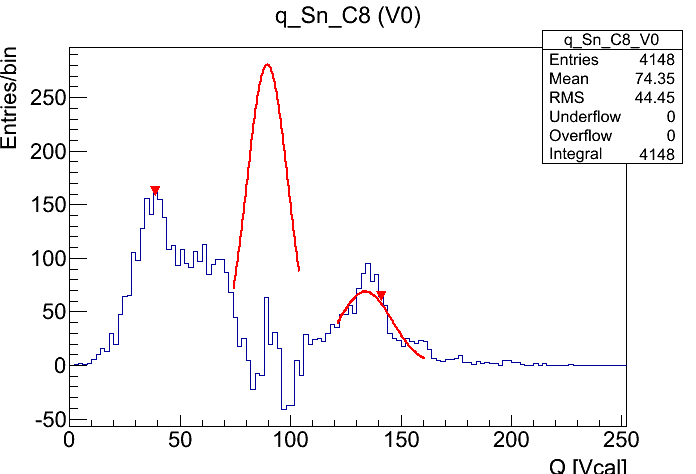 q_Sn_C8 (V0)
q_Sn_C8_V0
Entries 4148
Mean 74.35
RMS 44.45
Underflow 0
Overflow 0
Integral 4148
Entries/bin
250
200
150
100
50
0
-50
0 50 100 150 200 250
Q [Vcal]